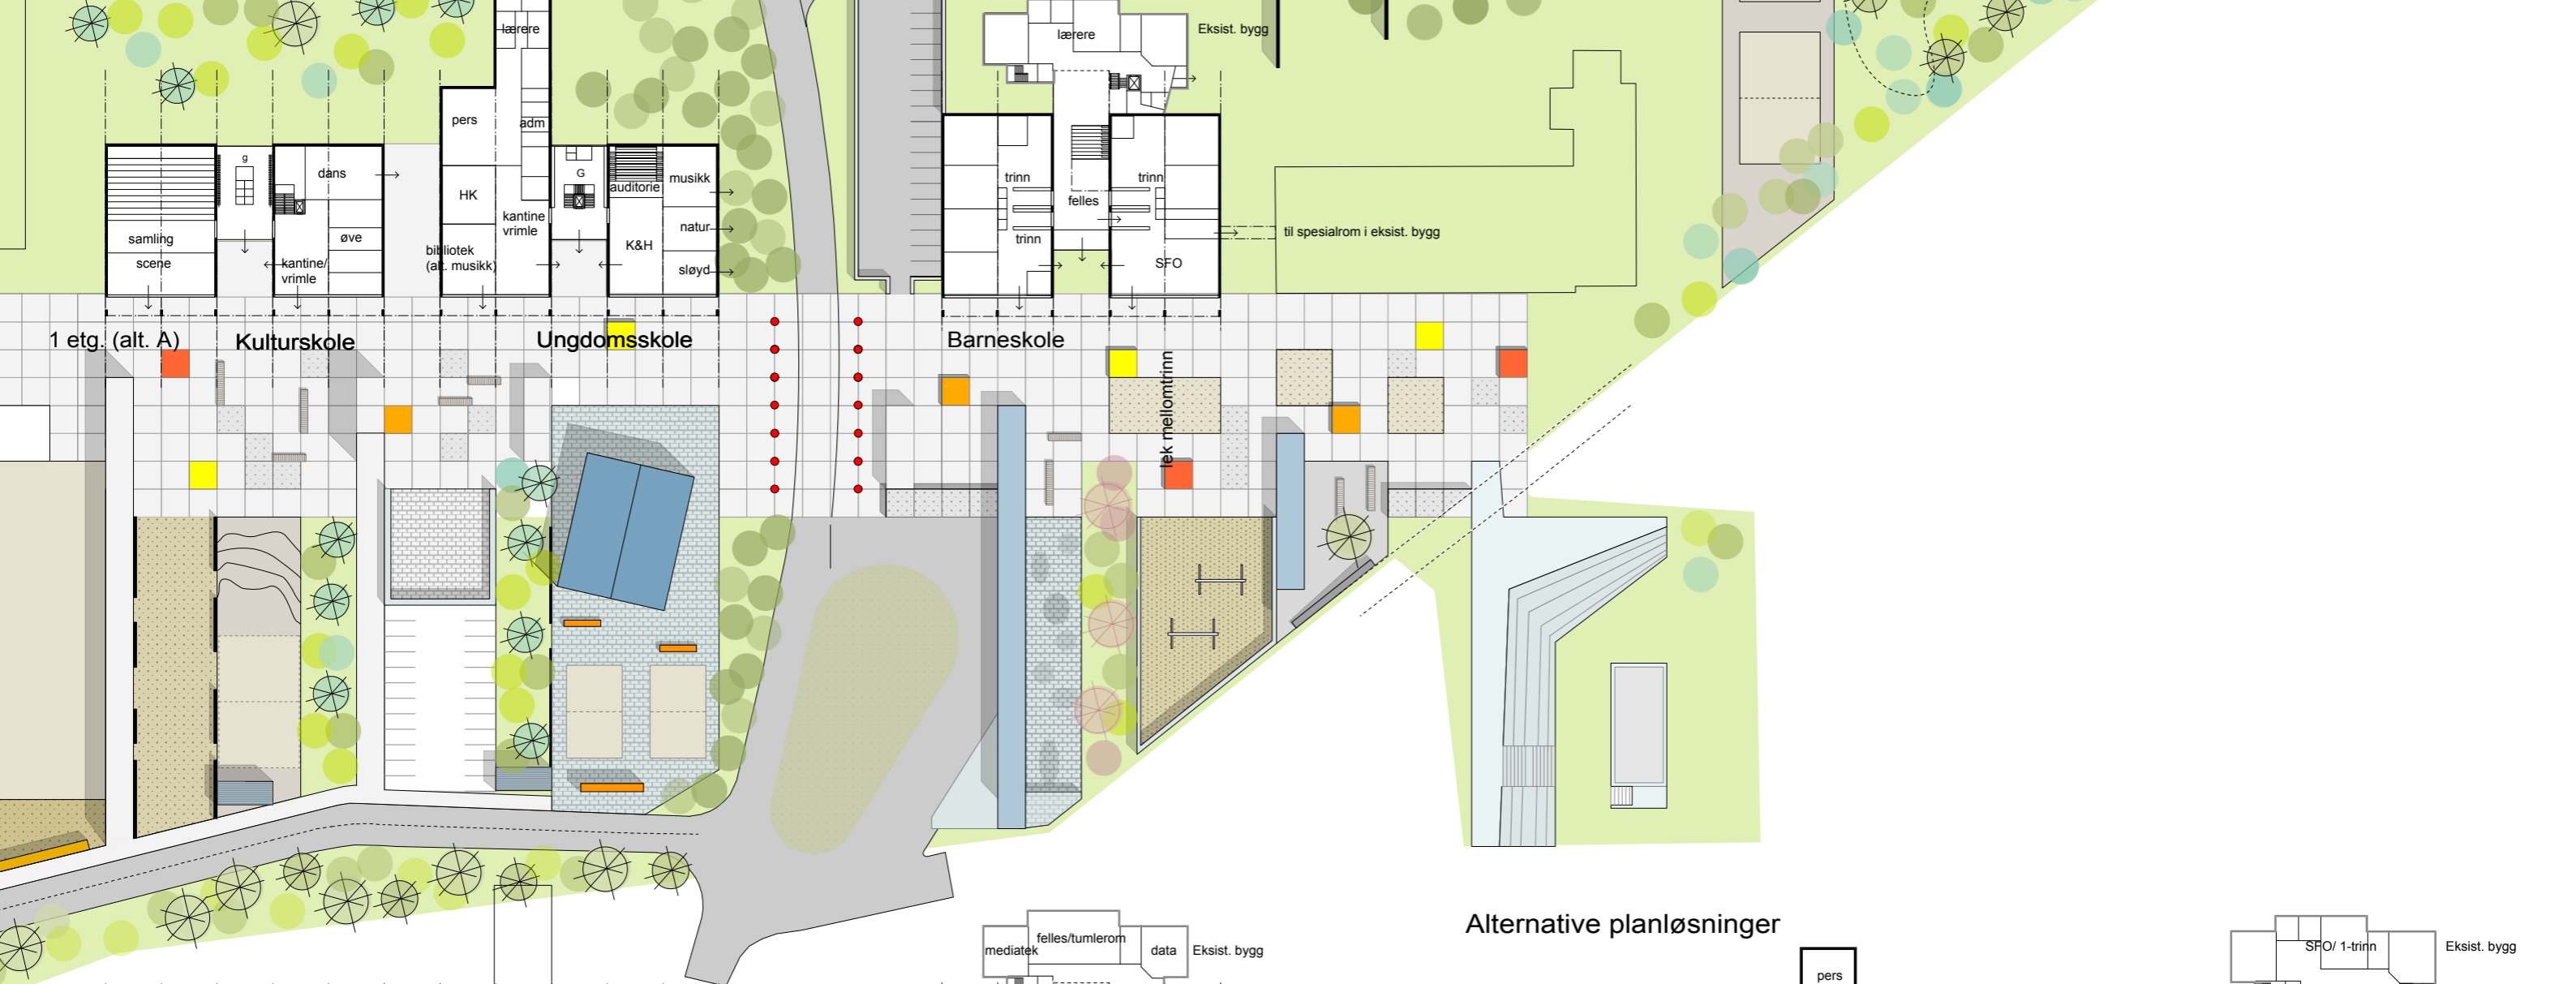 lærere
lærere
Eksist. bygg
pers
adm
g
dans
G
auditorie
musikk
HK
trinn
trinn
felles
kantine
vrimle
natur
samling
øve
K&H
trinn
til spesialrom i eksist. bygg
bibliotek
(alt. musikk)
scene
kantine/
vrimle
sløyd
SFO
1 etg. (alt. A)
Kulturskole
Ungdomsskole
Barneskole
lek mellomtrinn
Alternative planløsninger
mediatek
felles/tumlerom
data
Eksist. bygg
pers
SFO/ 1-trinn
Eksist. bygg